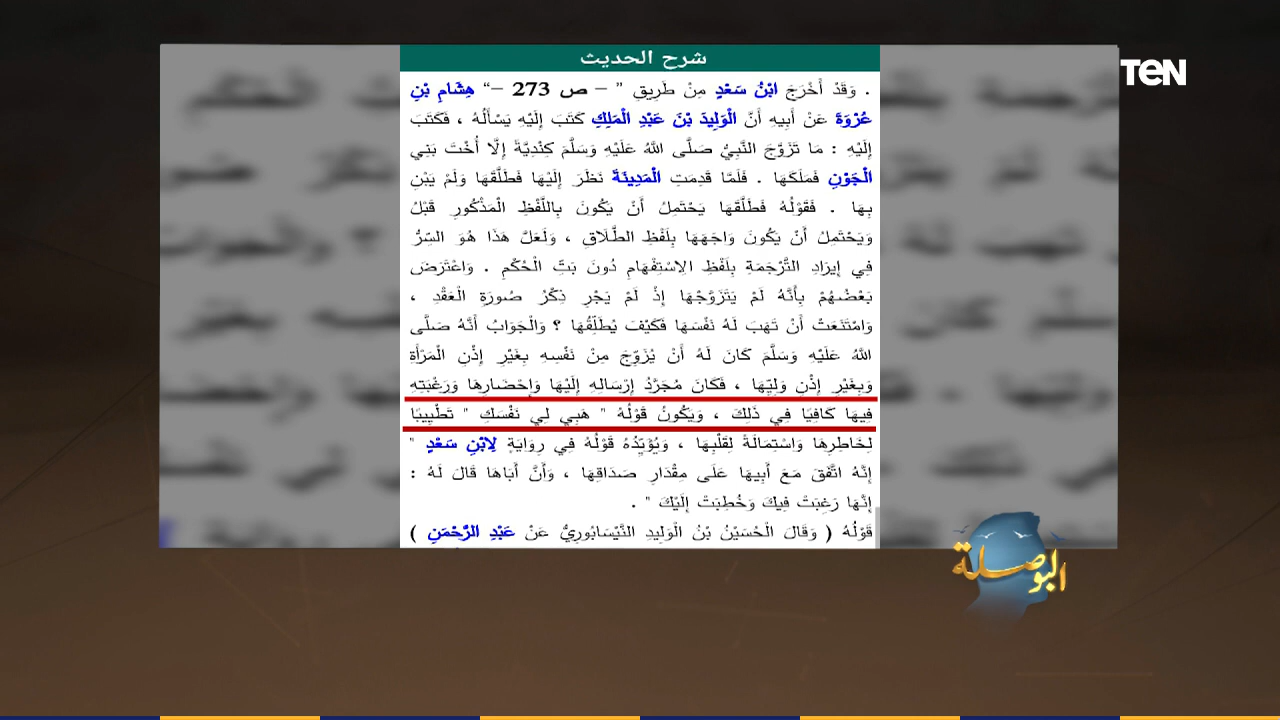 TEN
شرح الحديث
. وَقَدْ أَخْرَجَ ابْنُ سَعْدٍ مِنْ طَرِيقِ " – ص 273 –" هِشَامِ بْنِ
عُرْوَةَ عَنْ أَبِيهِ أَنَّ الْوَلِيدَ بْنَ عَبْدِ الْمَلِكِ كَتَبَ إِلَيْهِ يَسْأَلُهُ ، فَكَتَبَ
إِلَيْهِ : مَا تَزَوَّجَ النَّبِيُّ صَلَّى اللَّهُ عَلَيْهِ وَسَلَّمَ كِنْدِيَّةً إِلَّا أُخْتَ بَنِي
الْجَوْنِ فَمَلَكَهَا . فَلَمَّا قَدِمَتِ الْمَدِينَةَ نَظَرَ إِلَيْهَا فَطَلَّقَهَا وَلَمْ يَبْنِ
بِهَا . فَقَوْلُهُ فَطَلَّقَهَا يَحْتَمِلُ أَنْ يَكُونَ بِاللَّفْظِ الْمَذْكُورِ قَبْلُ
وَيَحْتَمِلُ أَنْ يَكُونَ وَاجَهَهَا بِلَفْظِ الطَّلَاقِ ، وَلَعَلَّ هَذَا هُوَ السِّرُّ
فِي إِيرَادِ التَّرْجَمَةِ بِلَفْظِ الِاسْتِفْهَامِ دُونَ بَتِّ الْحُكْمِ . وَاعْتَرَضَ
بَعْضُهُمْ بِأَنَّهُ لَمْ يَتَزَوَّجْهَا إِذْ لَمْ يَجْرِ ذِكْرُ صُورَةِ الْعَقْدِ ،
وَامْتَنَعَتْ أَنْ تَهَبَ لَهُ نَفْسَهَا فَكَيْفَ يُطَلِّقُهَا ؟ وَالْجَوَابُ أَنَّهُ صَلَّى
اللَّهُ عَلَيْهِ وَسَلَّمَ كَانَ لَهُ أَنْ يُزَوِّجَ مِنْ نَفْسِهِ بِغَيْرِ إِذْنِ الْمَرْأَةِ
وَبِغَيْرِ إِذْنِ وَلِيِّهَا ، فَكَانَ مُجَرَّدُ إِرْسَالِهِ إِلَيْهَا وَإِحْضَارِهَا وَرَغْبَتِهِ
فِيهَا كَافِيًا فِي ذَلِكَ ، وَيَكُونُ قَوْلُهُ " هَبِي لِي نَفْسَكِ " تَطْيِيبًا
لِخَاطِرِهَا وَاسْتِمَالَةً لِقَلْبِهَا ، وَيُؤَيِّدُهُ قَوْلُهُ فِي رِوَايَةٍ لِابْنِ سَعْدٍ "
إِنَّهُ اتَّفَقَ مَعَ أَبِيهَا عَلَى مِقْدَارِ صَدَاقِهَا ، وَأَنَّ أَبَاهَا قَالَ لَهُ :
إِنَّهَا رَغِبَتْ فِيكَ وَخُطِبَتْ إِلَيْكَ " .
قَوْلُهُ ( وَقَالَ الْحُسَيْنُ بْنُ الْوَلِيدِ النَّيْسَابُورِيُّ عَنْ عَبْدِ الرَّحْمَنِ )
البوصلة